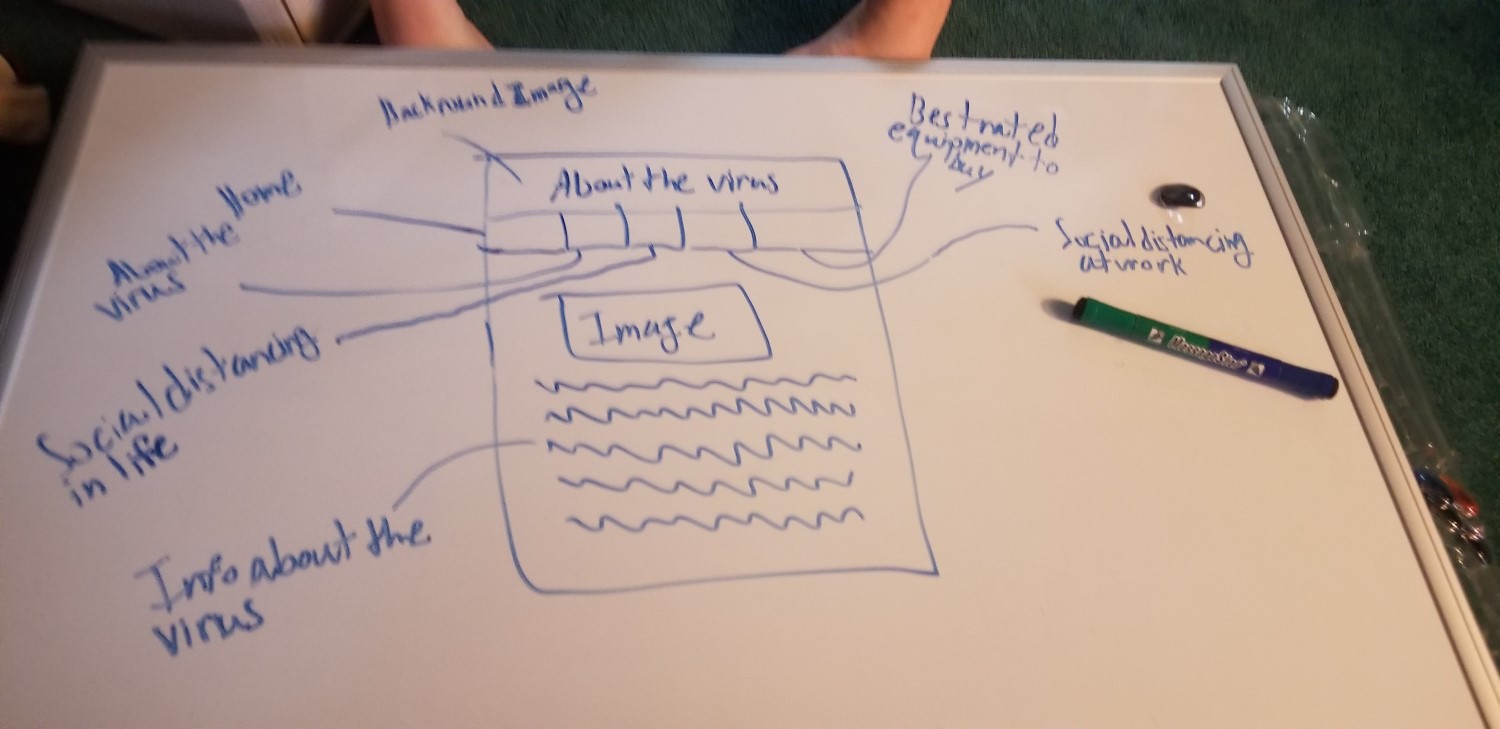 Backround Image
About the virus
Home
About the
virus
Social distancing
in life
Best rated
equipment to
buy
Social distancing
at work
Image
Info about the
virus